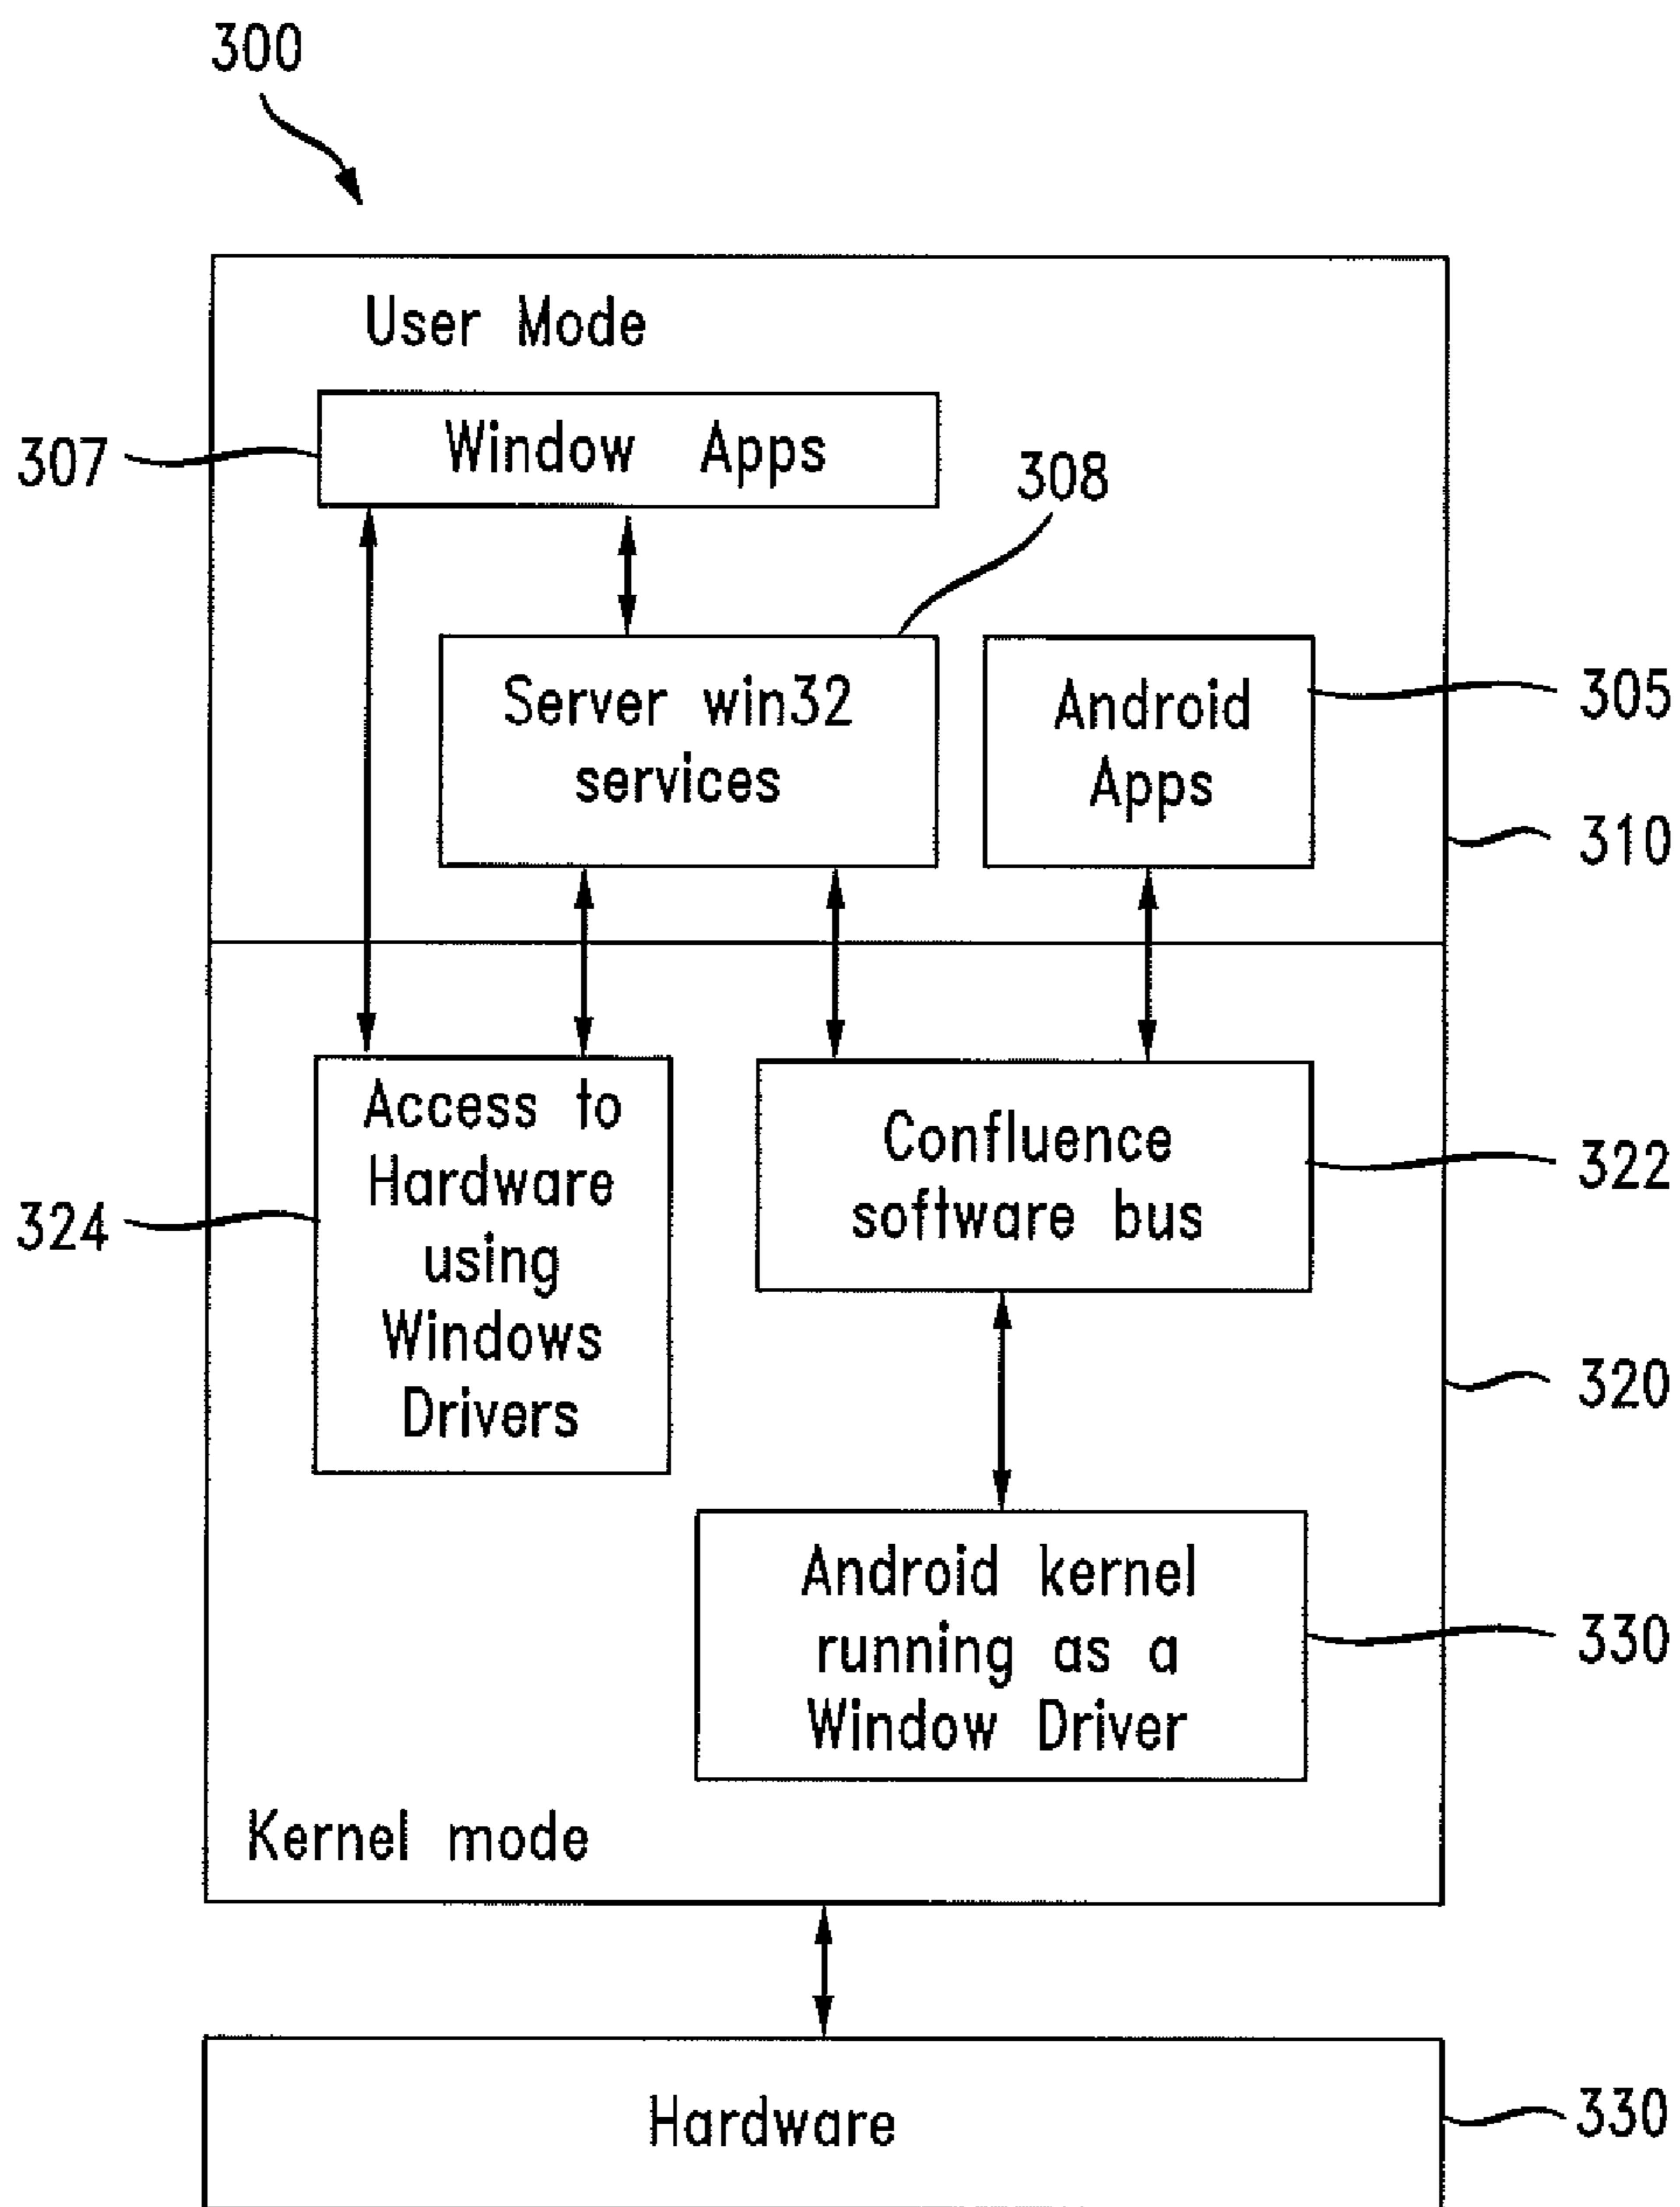 300
User Mode
Window Apps
307
308
Server win32
services
Android
Apps
305
310
Access to
Hardware
using
Windows
Drivers
324
Confluence
software bus
322
320
Android kernel
running as a
Window Driver
330
Kernel mode
Hardware
330